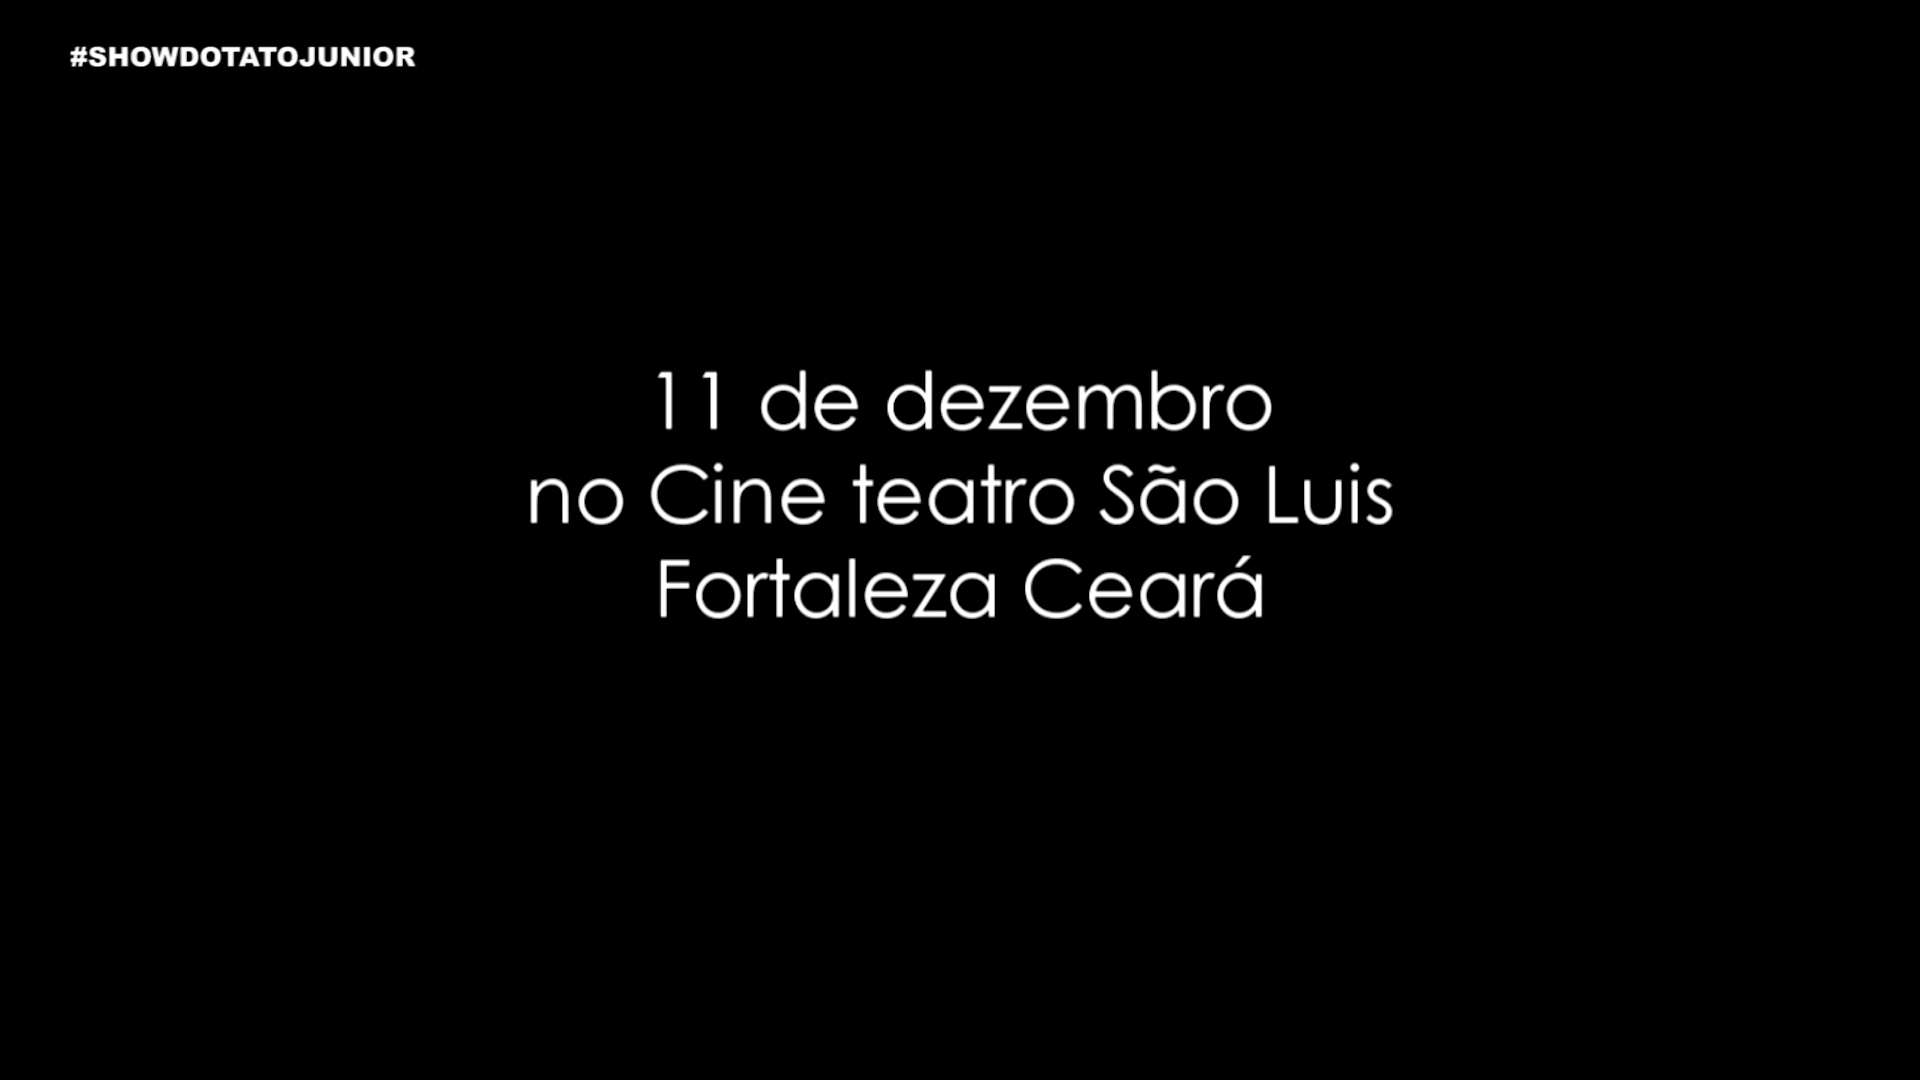 #SHOWDOTATOJUNIOR
11 de dezembro
no Cine teatro São Luis
Fortaleza Ceará